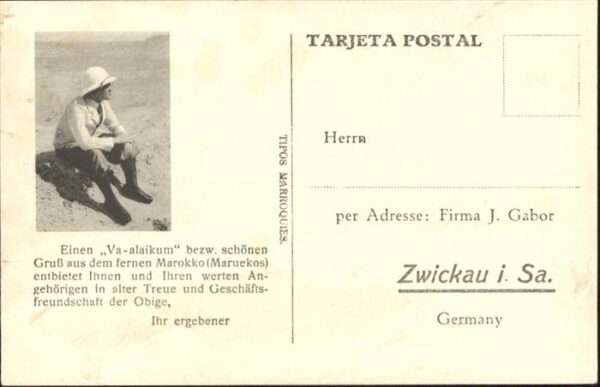 Einen „Va-alaikum" bezw. schönen
Gruß aus dem fernen Marokko (Maruekos)
entbietet Ihnen und Ihren werten An-
gehörigen in alter Treue und Geschäfts-
freundschaft der Obige,
Ihr ergebener
TIPOS MARROQUIES.
TARJETA POSTAL
Herrn
per Adresse: Firma J. Gabor
Zwickau i. Sa.
Germany